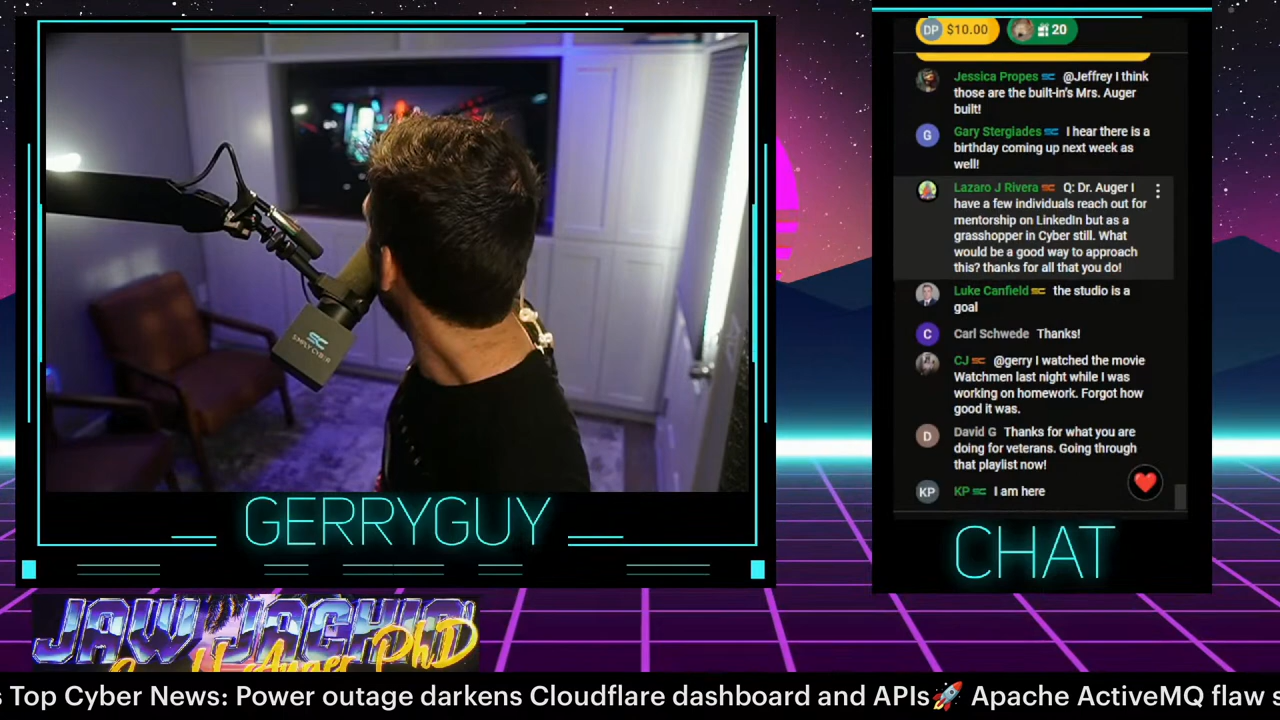 SIMPLY CYBER
GERRYGUY
JAW JACKIN
PhD
DP $10.00
20
Jessica Propes @Jeffrey I think
those are the built-in's Mrs. Auger
built!
G Gary Stergiades I hear there is a
birthday coming up next week as
well!
Lazaro J Rivera Q: Dr. Auger I
have a few individuals reach out for
mentorship on LinkedIn but as a
grasshopper in Cyber still. What
would be a good way to approach
this? thanks for all that you do!
Luke Canfield the studio is a
goal
C Carl Schwede Thanks!
CJ @gerry I watched the movie
Watchmen last night while I was
working on homework. Forgot how
good it was.
D David G Thanks for what you are
doing for veterans. Going through
that playlist now!
KP KP I am here
CHAT
s Top Cyber News: Power outage darkens Cloudflare dashboard and APIs🚀 Apache ActiveMQ flaw s